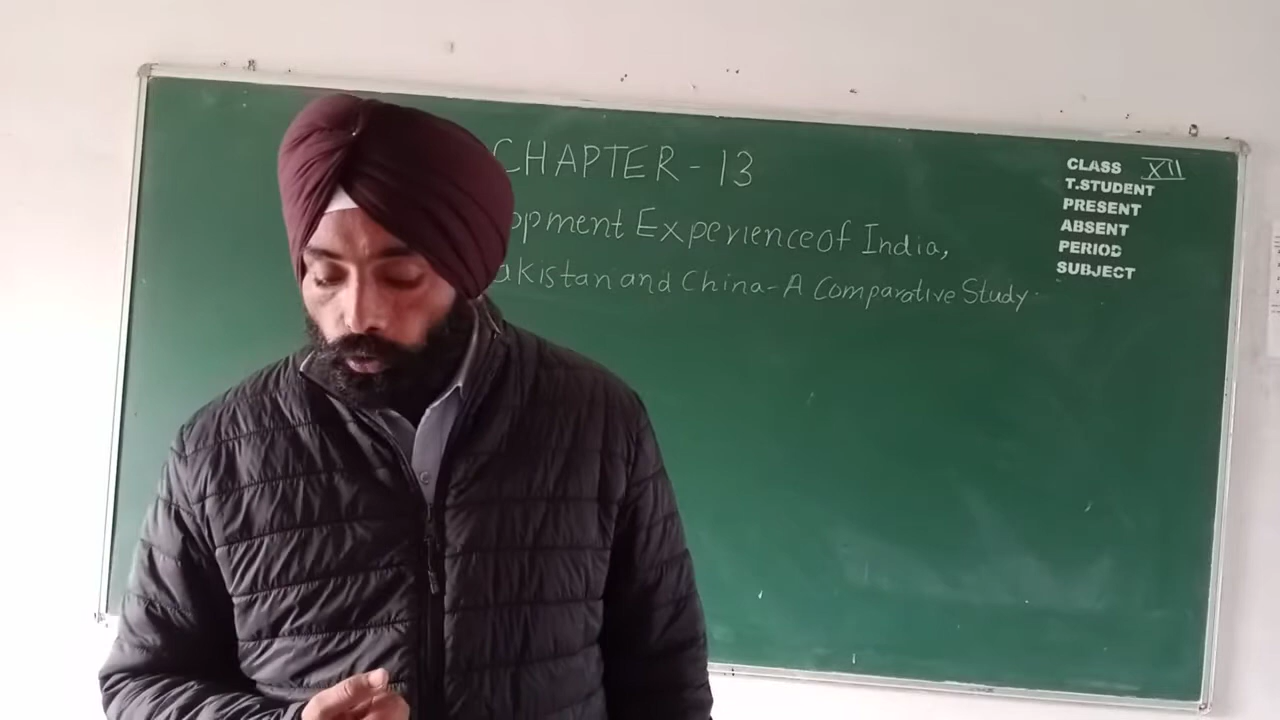 CHAPTER - 13
opment Experience of India,
akistan and China - A Comparative Study.
CLASS XII
T.STUDENT
PRESENT
ABSENT
PERIOD
SUBJECT